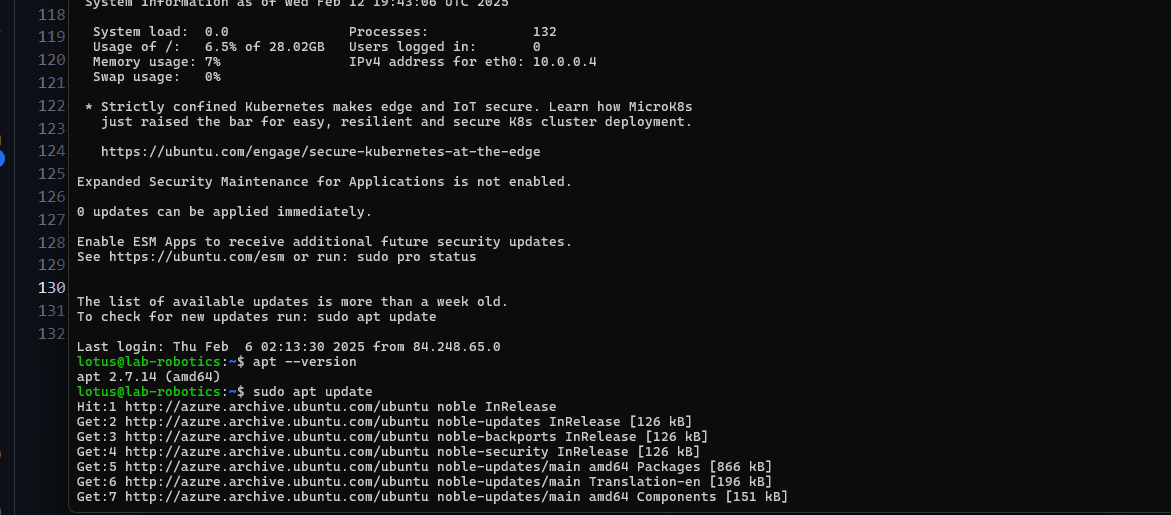 System information as of Wed Feb 12 19:43:06 UTC 2025
118
119
System load:  0.0               Processes:             132
Usage of /:   6.5% of 28.02GB   Users logged in:       0
120
Memory usage: 7%                IPv4 address for eth0: 10.0.0.4
Swap usage:   0%
121
122
* Strictly confined Kubernetes makes edge and IoT secure. Learn how MicroK8s
123
just raised the bar for easy, resilient and secure K8s cluster deployment.
124
https://ubuntu.com/engage/secure-kubernetes-at-the-edge
125
Expanded Security Maintenance for Applications is not enabled.
126
127
0 updates can be applied immediately.
128
Enable ESM Apps to receive additional future security updates.
See https://ubuntu.com/esm or run: sudo pro status
129
130
The list of available updates is more than a week old.
131
To check for new updates run: sudo apt update
132
Last login: Thu Feb  6 02:13:30 2025 from 84.248.65.0
lotus@lab-robotics:~$ apt --version
apt 2.7.14 (amd64)
lotus@lab-robotics:~$ sudo apt update
Hit:1 http://azure.archive.ubuntu.com/ubuntu noble InRelease
Get:2 http://azure.archive.ubuntu.com/ubuntu noble-updates InRelease [126 kB]
Get:3 http://azure.archive.ubuntu.com/ubuntu noble-backports InRelease [126 kB]
Get:4 http://azure.archive.ubuntu.com/ubuntu noble-security InRelease [126 kB]
Get:5 http://azure.archive.ubuntu.com/ubuntu noble-updates/main amd64 Packages [866 kB]
Get:6 http://azure.archive.ubuntu.com/ubuntu noble-updates/main Translation-en [196 kB]
Get:7 http://azure.archive.ubuntu.com/ubuntu noble-updates/main amd64 Components [151 kB]